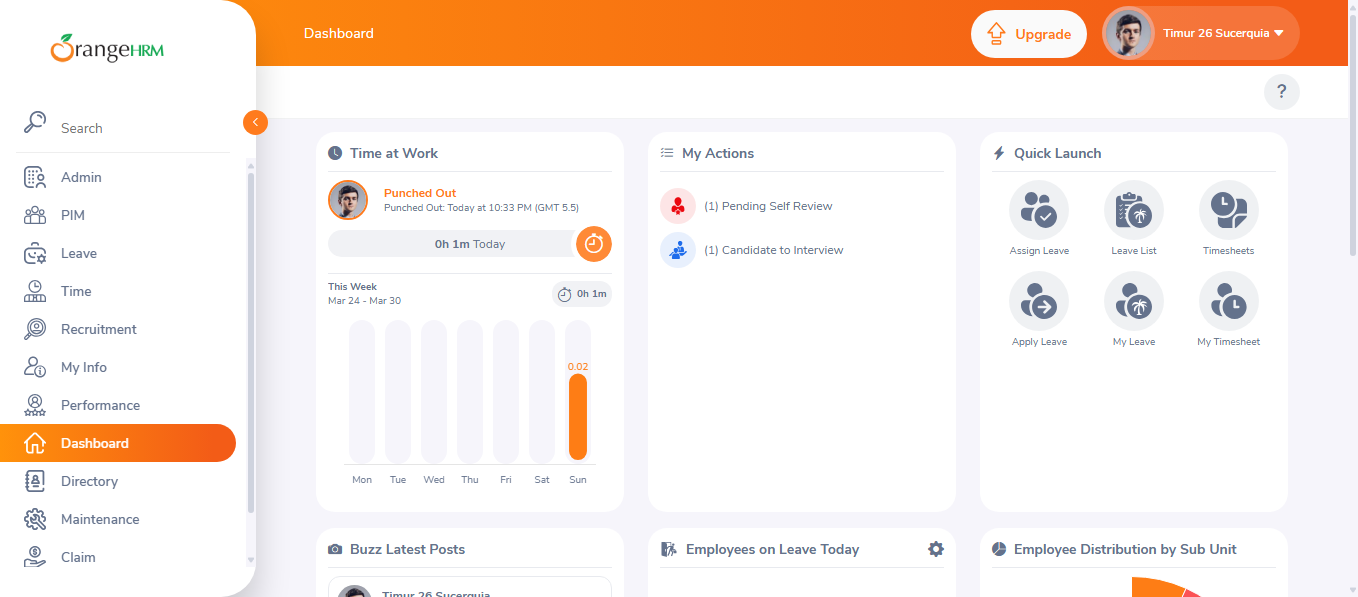 OrangeHRM
Dashboard
Upgrade
Timur 26 Sucerquia
?
Search
Admin
PIM
Leave
Time
Recruitment
My Info
Performance
Dashboard
Directory
Maintenance
Claim
Time at Work
Punched Out
Punched Out: Today at 10:33 PM (GMT 5.5)
0h 1m Today
This Week
Mar 24 - Mar 30
0h 1m
0.02
Mon Tue Wed Thu Fri Sat Sun
My Actions
(1) Pending Self Review
(1) Candidate to Interview
Quick Launch
Assign Leave Leave List Timesheets
Apply Leave My Leave My Timesheet
Buzz Latest Posts
Timur 26 Sucerquia
Employees on Leave Today
Employee Distribution by Sub Unit